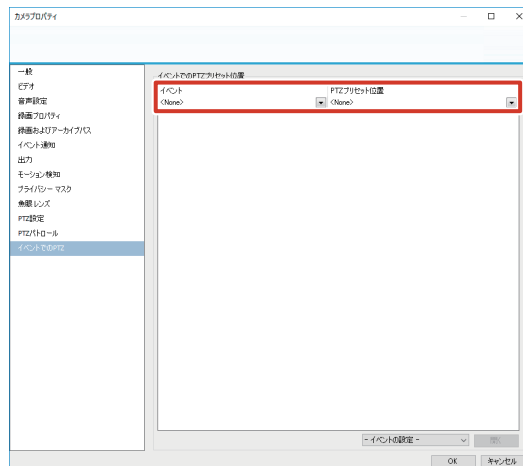 カメラプロパティ
一般
ビデオ
音声設定
録画プロパティ
録画およびアーカイブパス
イベント通知
出力
モーション検知
プライバシー マスク
魚眼レンズ
PTZ設定
PTZパトロール
イベントでのPTZ
イベントでのPTZプリセット位置
イベント PTZプリセット位置
<None> <None>
- イベントの設定 -
OK キャンセル